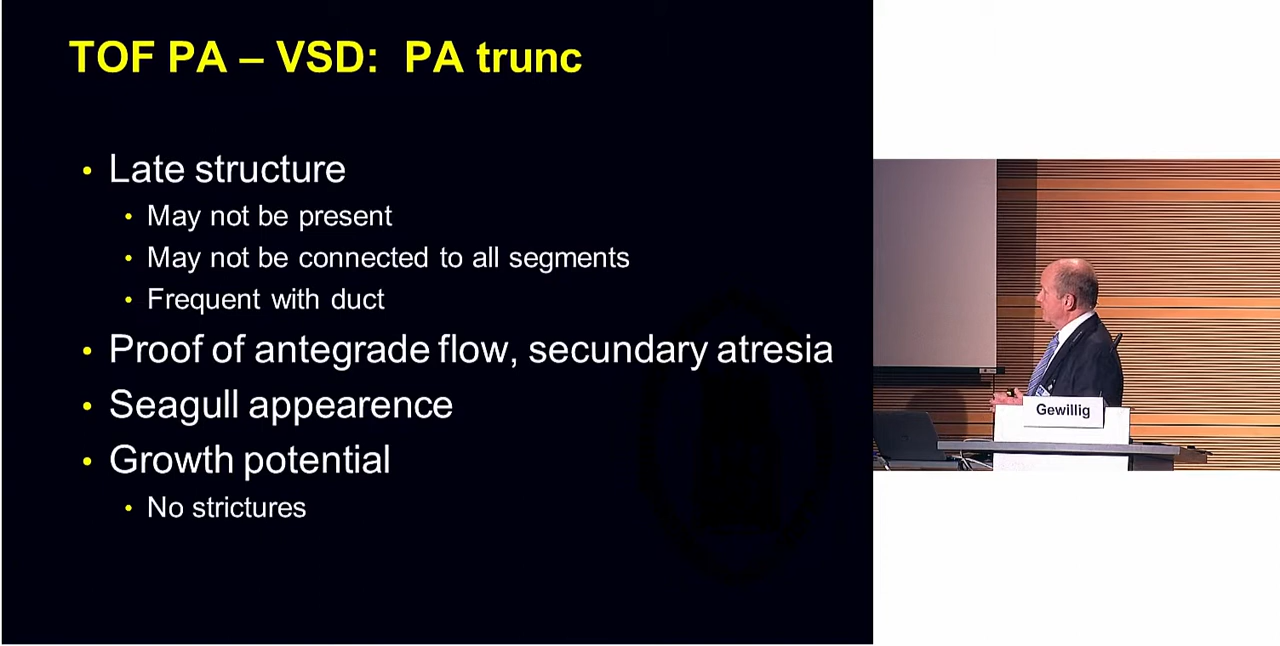 TOF PA – VSD: PA trunc
• Late structure
• May not be present
• May not be connected to all segments
• Frequent with duct
• Proof of antegrade flow, secundary atresia
• Seagull appearence
• Growth potential
• No strictures
Gewillig